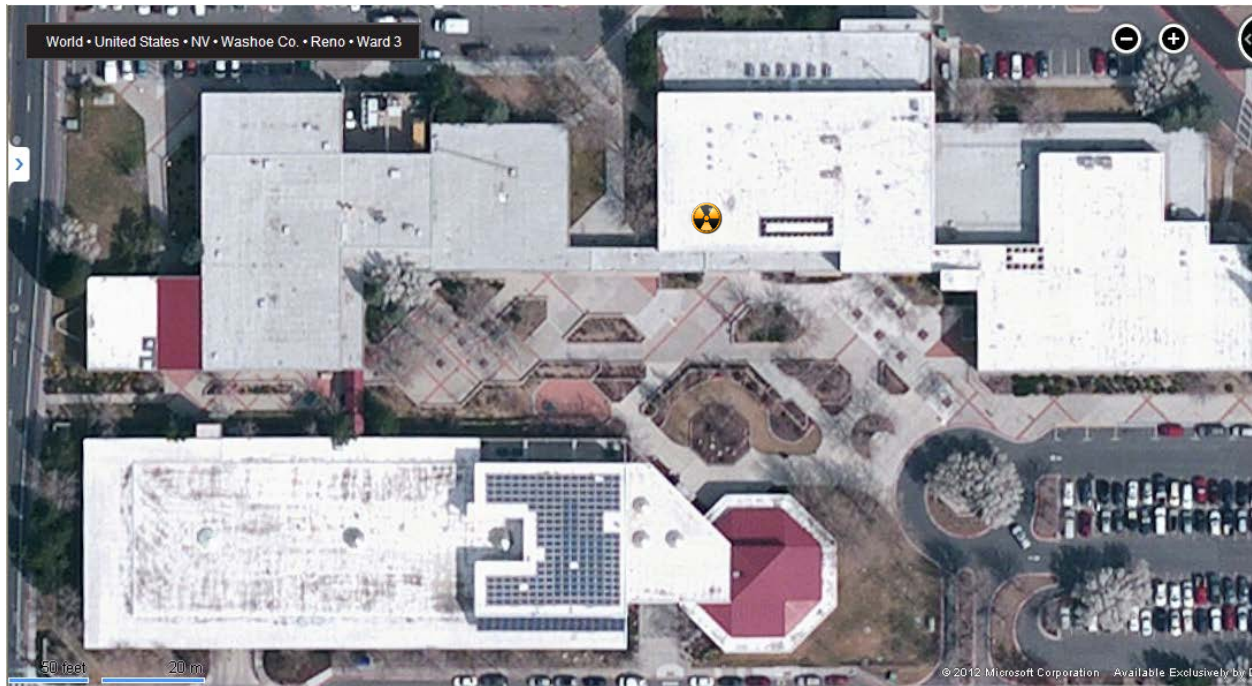 World • United States • NV • Washoe Co. • Reno • Ward 3
50 feet
20 m
© 2012 Microsoft Corporation Available Exclusively by